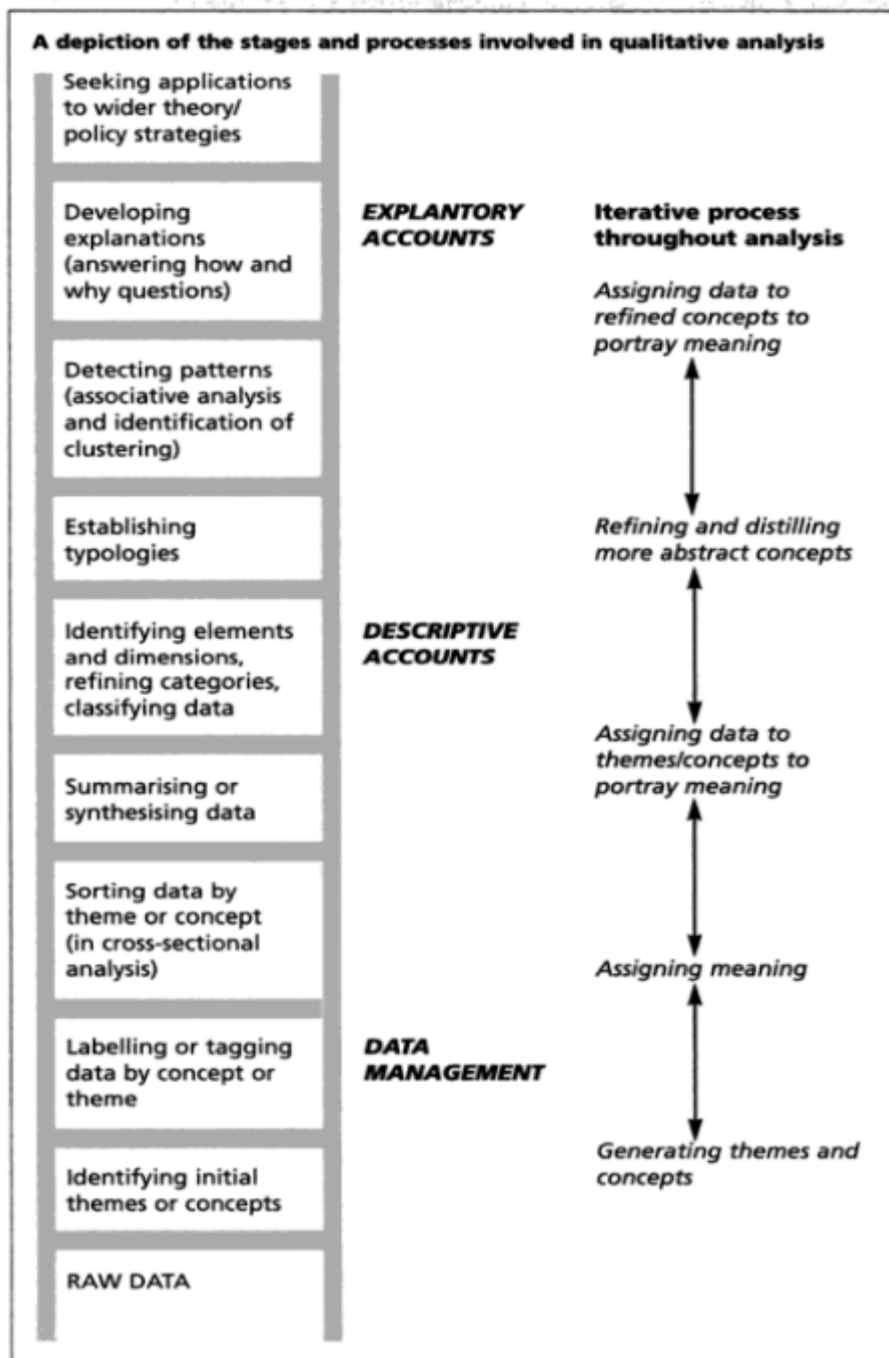 A depiction of the stages and processes involved in qualitative analysis
Seeking applications
to wider theory/
policy strategies
Developing
explanations
(answering how and
why questions)
Detecting patterns
(associative analysis
and identification of
clustering)
Establishing
typologies
Identifying elements
and dimensions,
refining categories,
classifying data
Summarising or
synthesising data
Sorting data by
theme or concept
(in cross-sectional
analysis)
Labelling or tagging
data by concept or
theme
Identifying initial
themes or concepts
RAW DATA
EXPLANTORY
ACCOUNTS
DESCRIPTIVE
ACCOUNTS
DATA
MANAGEMENT
Iterative process
throughout analysis
Assigning data to
refined concepts to
portray meaning
Refining and distilling
more abstract concepts
Assigning data to
themes/concepts to
portray meaning
Assigning meaning
Generating themes and
concepts